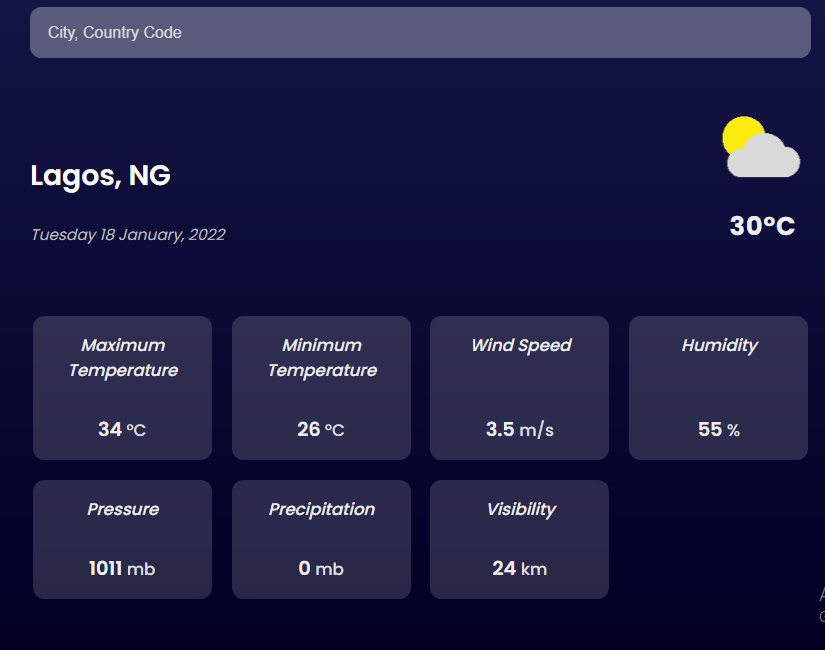 City, Country Code
Lagos, NG
Tuesday 18 January, 2022
30°C
Maximum Temperature
34 °C
Minimum Temperature
26 °C
Wind Speed
3.5 m/s
Humidity
55 %
Pressure
1011 mb
Precipitation
0 mb
Visibility
24 km